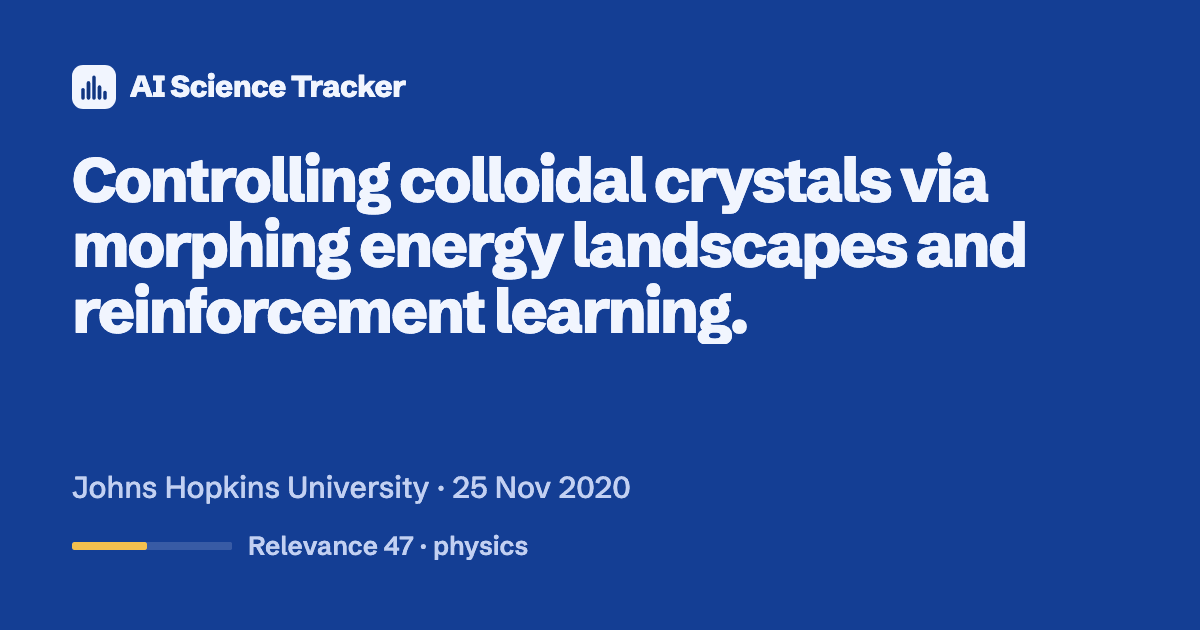 AI Science Tracker
Controlling colloidal crystals via
morphing energy landscapes and
reinforcement learning.
Johns Hopkins University · 25 Nov 2020
Relevance 47 · physics